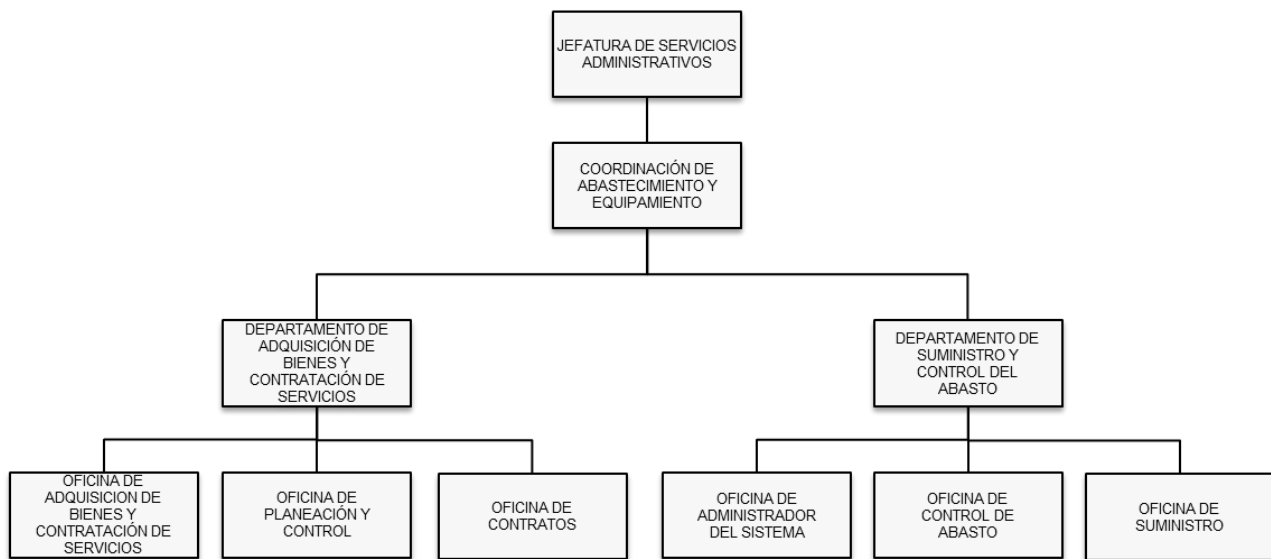 JEFATURA DE SERVICIOS
ADMINISTRATIVOS
COORDINACIÓN DE
ABASTECIMIENTO Y
EQUIPAMIENTO
DEPARTAMENTO DE
ADQUISICIÓN DE
BIENES Y
CONTRATACIÓN DE
SERVICIOS
DEPARTAMENTO DE
SUMINISTRO Y
CONTROL DEL
ABASTO
OFICINA DE
ADQUISICION DE
BIENES Y
CONTRATACIÓN DE
SERVICIOS
OFICINA DE
PLANEACIÓN Y
CONTROL
OFICINA DE
CONTRATOS
OFICINA DE
ADMINISTRADOR
DEL SISTEMA
OFICINA DE
CONTROL DE
ABASTO
OFICINA DE
SUMINISTRO